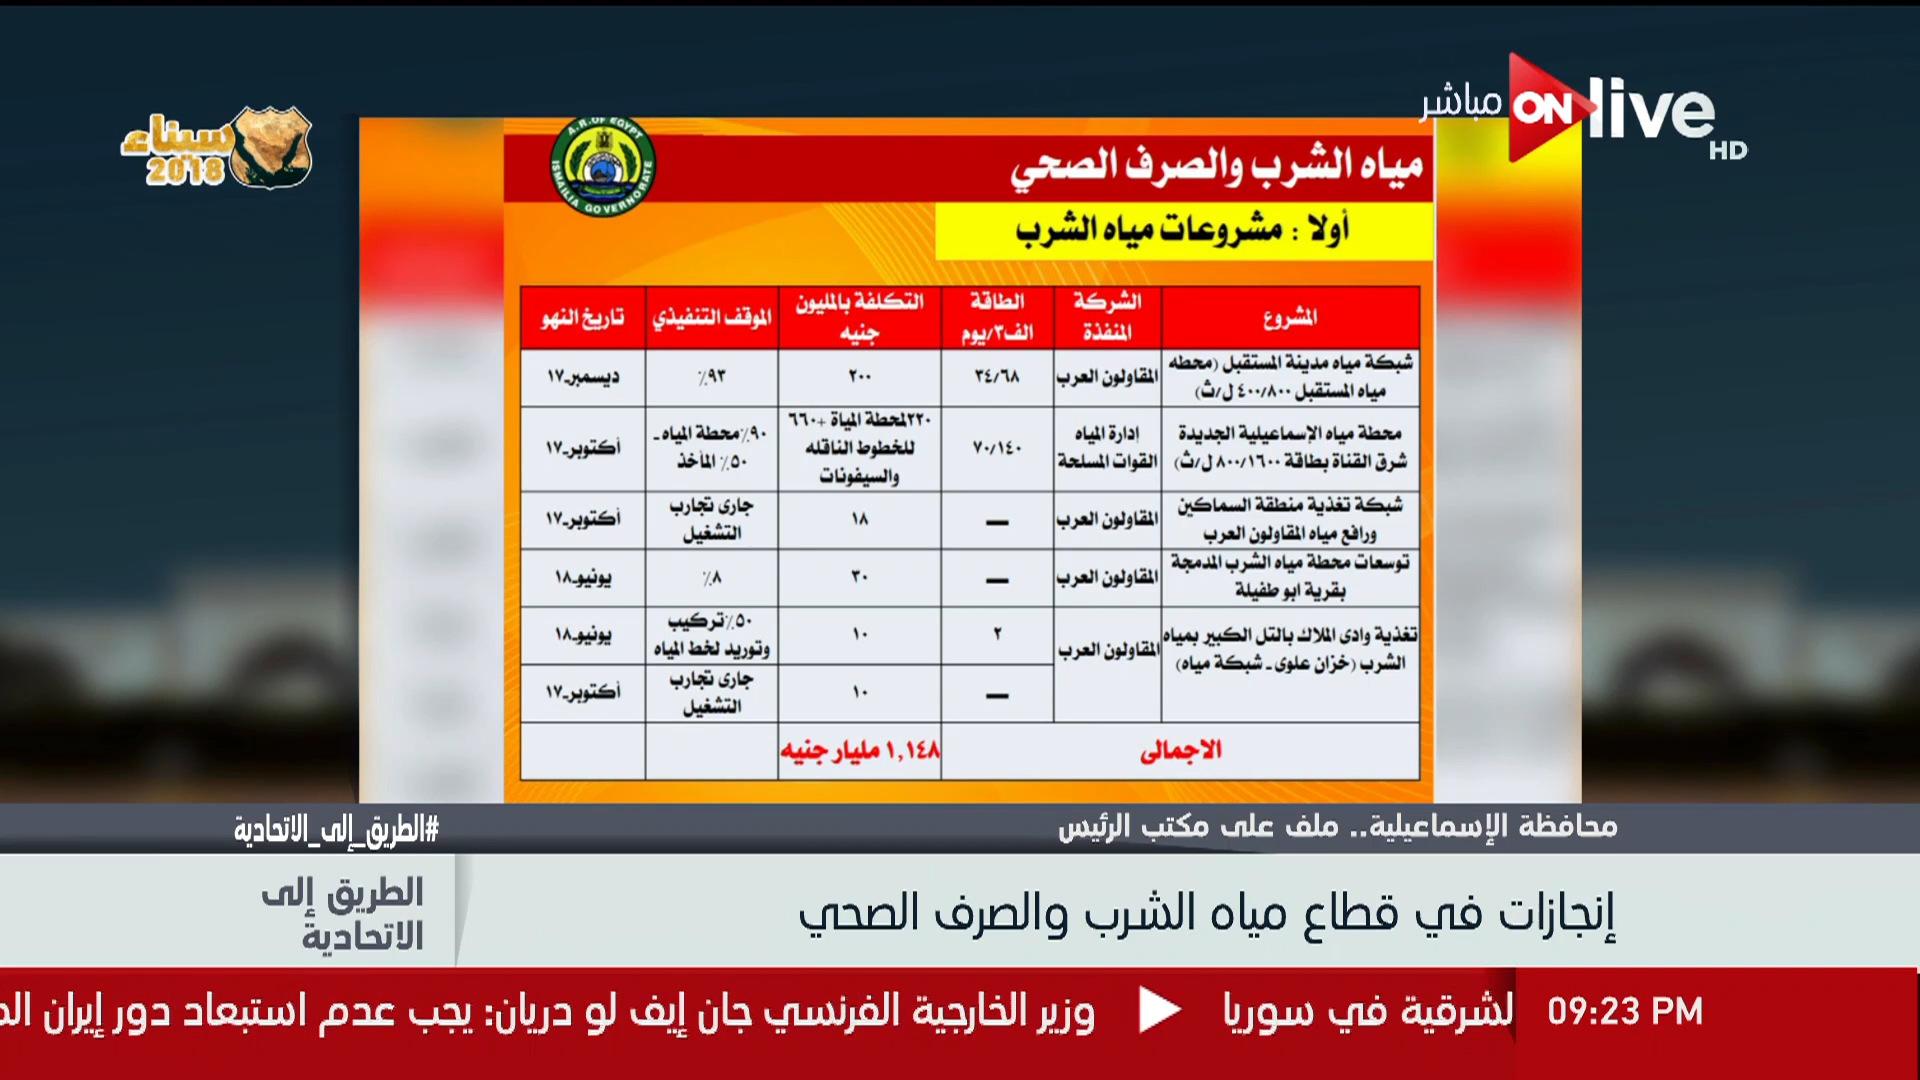 مباشر ON live
HD
سيناء
2018
A.R.OF EGYPT
ISMAILIA GOVERNORATE
مياه الشرب والصرف الصحي
أولا : مشروعات مياه الشرب
المشروع
الشركة
المنفذة
الطاقة
الف٣/يوم
التكلفة بالمليون
جنيه
الموقف التنفيذي
تاريخ النهو
شبكة مياه مدينة المستقبل (محطه
مياه المستقبل ٤٠٠/٨٠٠ ل/ث)
المقاولون العرب
٣٤/٦٨
٢٠٠
٩٣٪
ديسمبر-١٧
محطة مياه الإسماعيلية الجديدة
شرق القناة بطاقة ٨٠٠/١٦٠٠ ل/ث)
إدارة المياه
القوات المسلحة
٧٠/١٤٠
٢٢٠لمحطة المياة +٦٦٠
للخطوط الناقله
والسيفونات
٩٠٪محطة المياه -
٥٠٪ المأخذ
أكتوبر-١٧
شبكة تغذية منطقة السماكين
ورافع مياه المقاولون العرب
المقاولون العرب
—
١٨
جارى تجارب
التشغيل
أكتوبر-١٧
توسعات محطة مياه الشرب المدمجة
بقرية ابو طفيلة
المقاولون العرب
—
٣٠
٨٪
يونيو-١٨
تغذية وادى الملاك بالتل الكبير بمياه
الشرب (خزان علوى - شبكة مياه)
المقاولون العرب
٢
١٠
٥٠٪تركيب
وتوريد لخط المياه
يونيو-١٨
—
١٠
جارى تجارب
التشغيل
أكتوبر-١٧
الاجمالى
١,١٤٨ مليار جنيه
محافظة الإسماعيلية.. ملف على مكتب الرئيس
#الطريق_إلى_الاتحادية
إنجازات في قطاع مياه الشرب والصرف الصحي
الطريق إلى
الاتحادية
09:23 PM
لشرقية في سوريا
وزير الخارجية الفرنسي جان إيف لو دريان: يجب عدم استبعاد دور إيران